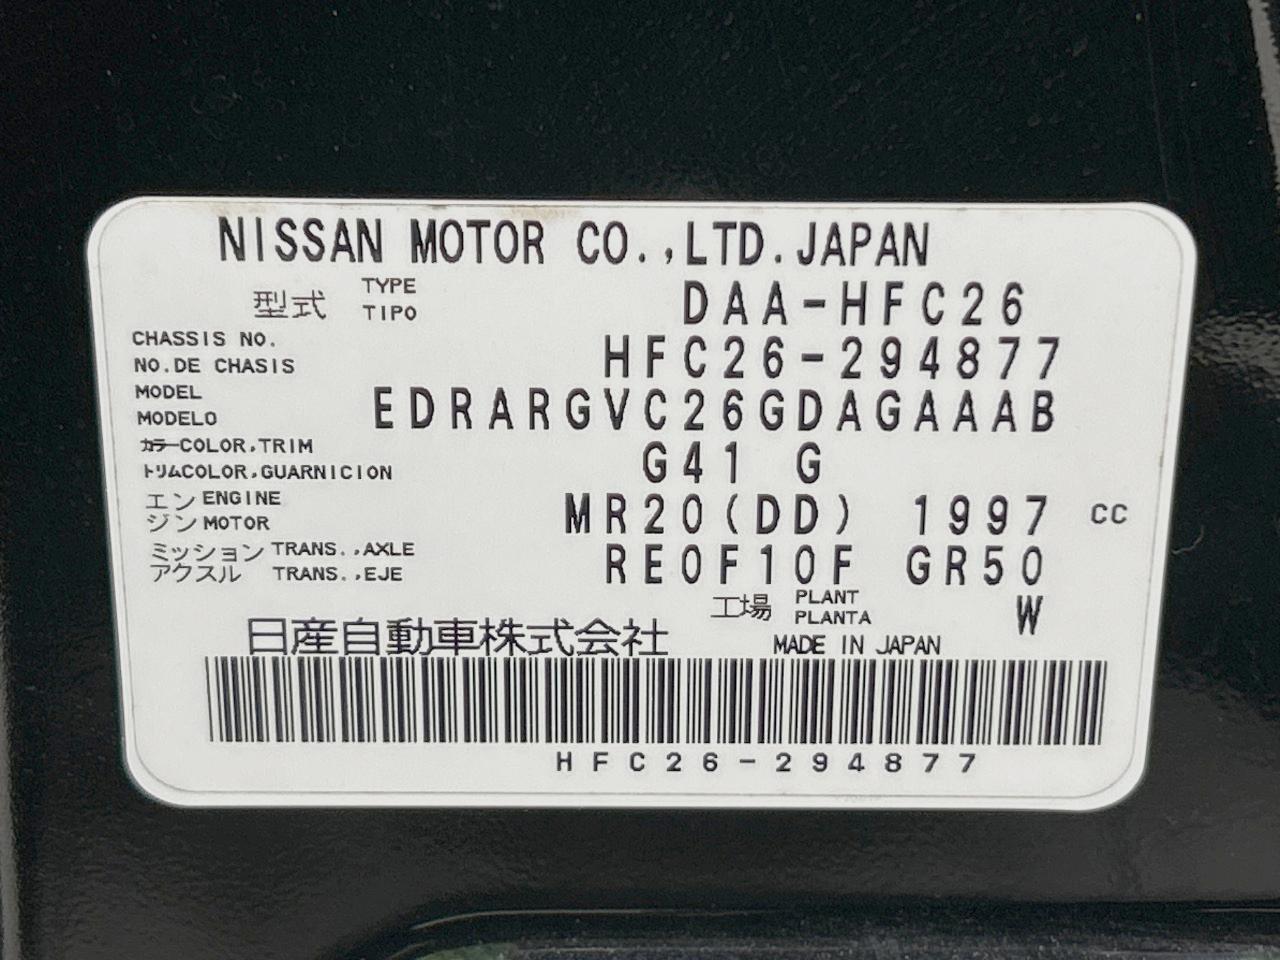 NISSAN MOTOR CO.,LTD.JAPAN
型式 TYPE TIPO DAA-HFC26
CHASSIS NO.
NO.DE CHASIS HFC26-294877
MODEL
MODELO EDRARGVC26GDAGAAAB
カラーCOLOR,TRIM
トリムCOLOR,GUARNICION G41 G
エンジン ENGINE MOTOR MR20(DD) 1997 CC
ミッション TRANS.,AXLE
アクスル TRANS.,EJE RE0F10F GR50
工場 PLANT PLANTA W
日産自動車株式会社 MADE IN JAPAN
HFC26-294877